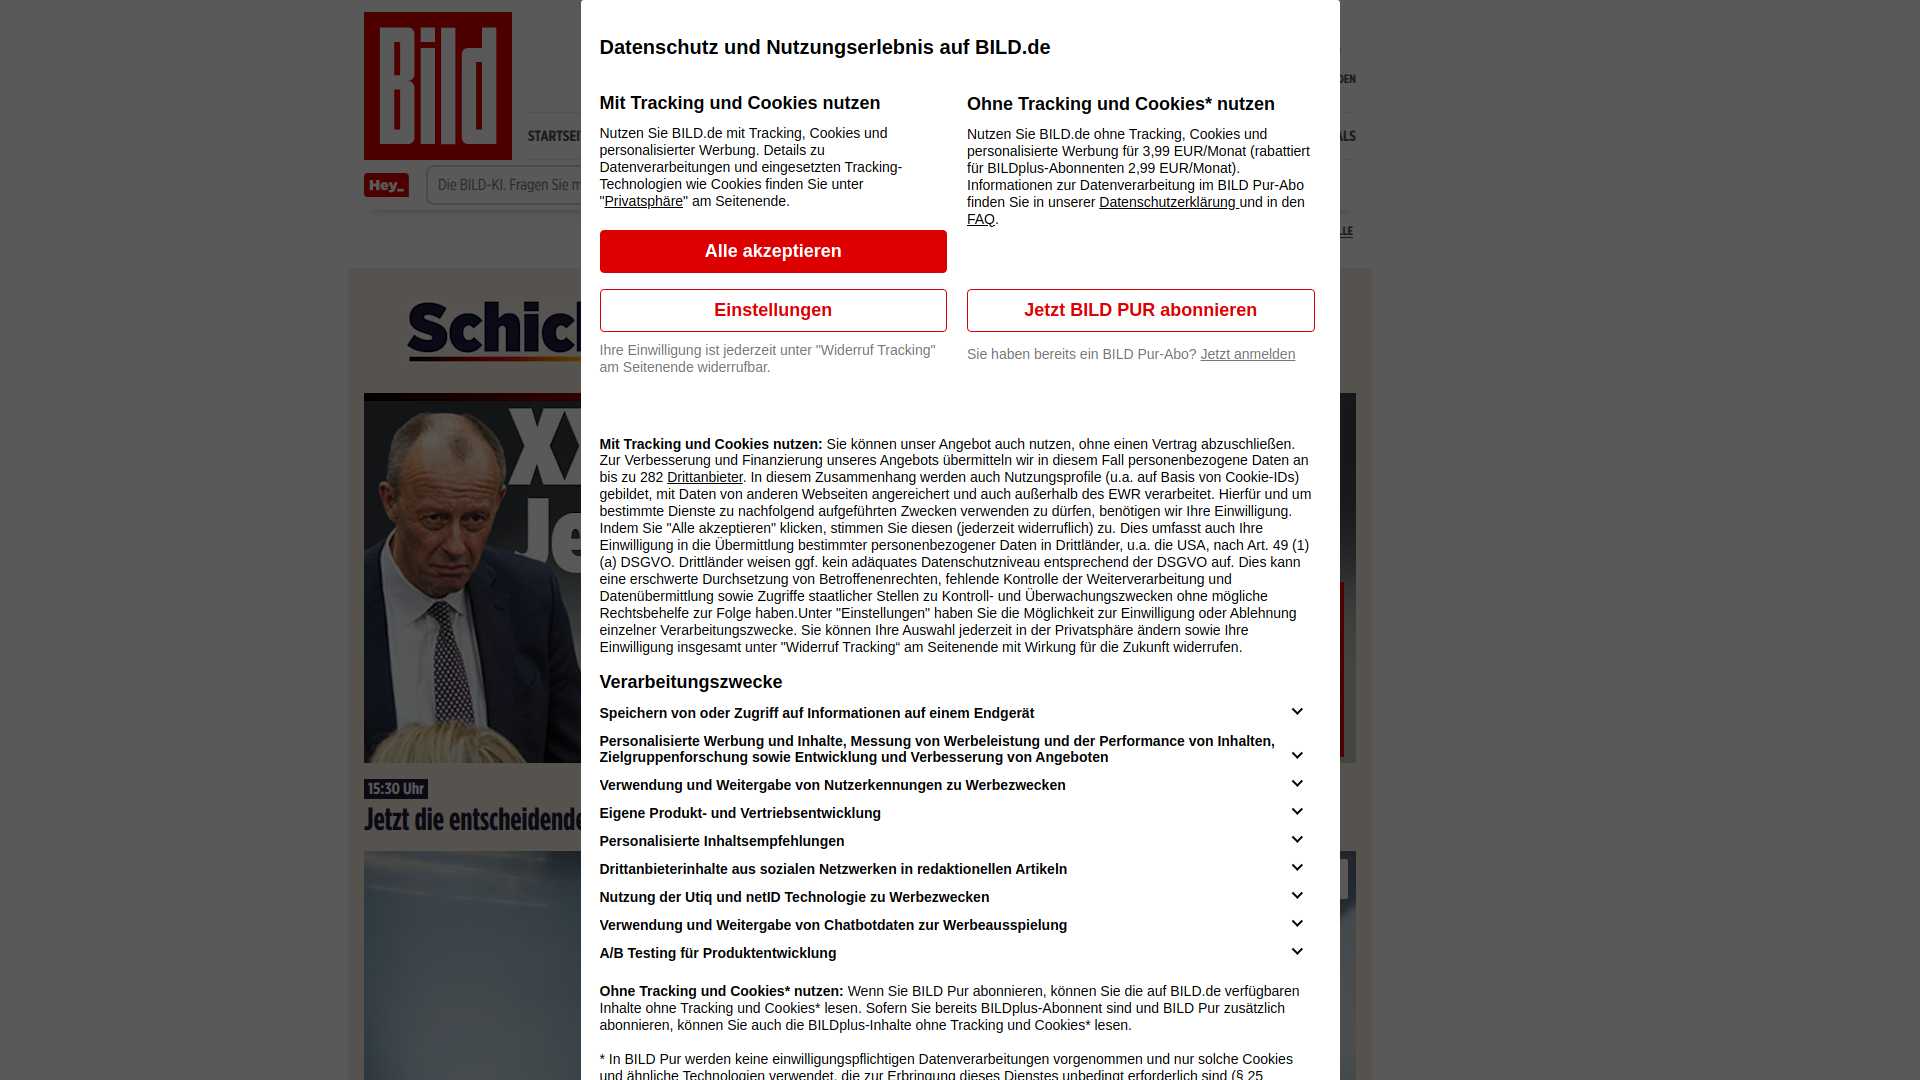 Bild
DEN
STARTSEI
ALS
Hey_
Die BILD-KI. Fragen Sie m
LLE
Schick
XX
Je
15:30 Uhr
Jetzt die entscheidende
Datenschutz und Nutzungserlebnis auf BILD.de
Mit Tracking und Cookies nutzen
Nutzen Sie BILD.de mit Tracking, Cookies und
personalisierter Werbung. Details zu
Datenverarbeitungen und eingesetzten Tracking-
Technologien wie Cookies finden Sie unter
"Privatsphäre" am Seitenende.
Alle akzeptieren
Einstellungen
Ihre Einwilligung ist jederzeit unter "Widerruf Tracking"
am Seitenende widerrufbar.
Ohne Tracking und Cookies* nutzen
Nutzen Sie BILD.de ohne Tracking, Cookies und
personalisierte Werbung für 3,99 EUR/Monat (rabattiert
für BILDplus-Abonnenten 2,99 EUR/Monat).
Informationen zur Datenverarbeitung im BILD Pur-Abo
finden Sie in unserer Datenschutzerklärung und in den
FAQ.
Jetzt BILD PUR abonnieren
Sie haben bereits ein BILD Pur-Abo? Jetzt anmelden
Mit Tracking und Cookies nutzen: Sie können unser Angebot auch nutzen, ohne einen Vertrag abzuschließen.
Zur Verbesserung und Finanzierung unseres Angebots übermitteln wir in diesem Fall personenbezogene Daten an
bis zu 282 Drittanbieter. In diesem Zusammenhang werden auch Nutzungsprofile (u.a. auf Basis von Cookie-IDs)
gebildet, mit Daten von anderen Webseiten angereichert und auch außerhalb des EWR verarbeitet. Hierfür und um
bestimmte Dienste zu nachfolgend aufgeführten Zwecken verwenden zu dürfen, benötigen wir Ihre Einwilligung.
Indem Sie "Alle akzeptieren" klicken, stimmen Sie diesen (jederzeit widerruflich) zu. Dies umfasst auch Ihre
Einwilligung in die Übermittlung bestimmter personenbezogener Daten in Drittländer, u.a. die USA, nach Art. 49 (1)
(a) DSGVO. Drittländer weisen ggf. kein adäquates Datenschutzniveau entsprechend der DSGVO auf. Dies kann
eine erschwerte Durchsetzung von Betroffenenrechten, fehlende Kontrolle der Weiterverarbeitung und
Datenübermittlung sowie Zugriffe staatlicher Stellen zu Kontroll- und Überwachungszwecken ohne mögliche
Rechtsbehelfe zur Folge haben.Unter "Einstellungen" haben Sie die Möglichkeit zur Einwilligung oder Ablehnung
einzelner Verarbeitungszwecke. Sie können Ihre Auswahl jederzeit in der Privatsphäre ändern sowie Ihre
Einwilligung insgesamt unter "Widerruf Tracking“ am Seitenende mit Wirkung für die Zukunft widerrufen.
Verarbeitungszwecke
Speichern von oder Zugriff auf Informationen auf einem Endgerät
Personalisierte Werbung und Inhalte, Messung von Werbeleistung und der Performance von Inhalten,
Zielgruppenforschung sowie Entwicklung und Verbesserung von Angeboten
Verwendung und Weitergabe von Nutzerkennungen zu Werbezwecken
Eigene Produkt- und Vertriebsentwicklung
Personalisierte Inhaltsempfehlungen
Drittanbieterinhalte aus sozialen Netzwerken in redaktionellen Artikeln
Nutzung der Utiq und netID Technologie zu Werbezwecken
Verwendung und Weitergabe von Chatbotdaten zur Werbeausspielung
A/B Testing für Produktentwicklung
Ohne Tracking und Cookies* nutzen: Wenn Sie BILD Pur abonnieren, können Sie die auf BILD.de verfügbaren
Inhalte ohne Tracking und Cookies* lesen. Sofern Sie bereits BILDplus-Abonnent sind und BILD Pur zusätzlich
abonnieren, können Sie auch die BILDplus-Inhalte ohne Tracking und Cookies* lesen.
* In BILD Pur werden keine einwilligungspflichtigen Datenverarbeitungen vorgenommen und nur solche Cookies
und ähnliche Technologien verwendet, die zur Erbringung dieses Dienstes unbedingt erforderlich sind (§ 25